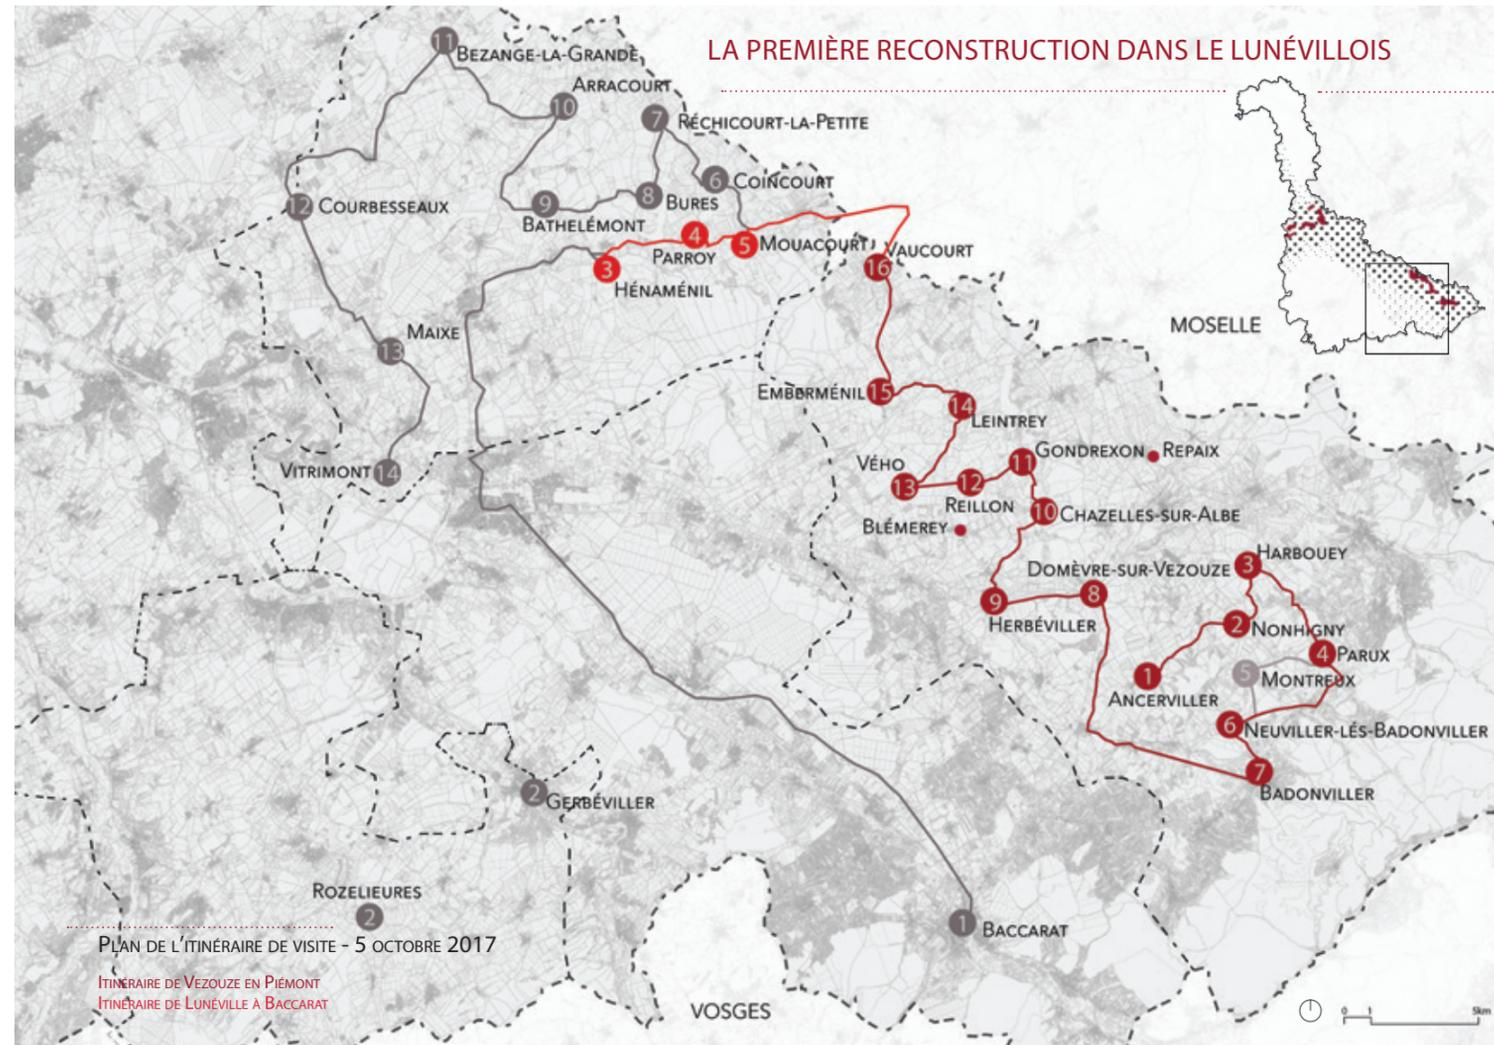 LA PREMIÈRE RECONSTRUCTION DANS LE LUNÉVILLOIS
11 BEZANGE-LA-GRANDE
10 ARRACOURT
7 RÉCHICOURT-LA-PETITE
6 COINCOURT
8 BURES
9 BATHELÉMONT
12 COURBESSEAUX
4 PARROY
5 MOUACOURT
3 HÉNAMÉNIL
16 VAUCOURT
MOSELLE
13 MAIXE
EMBERMÉNIL 15
14 LEINTREY
VITRIMONT 14
VÉHO 13
11 GONDREXON
REPAIX
12 REILLON
10 CHAZELLES-SUR-ALBE
BLÉMEREY
3 HARBOUEY
DOMÈVRE-SUR-VEZOUZE 8
9 HERBÉVILLER
2 NONHIGNY
4 PARUX
5 MONTREUX
1 ANCERVILLER
6 NEUVILLER-LÉS-BADONVILLER
7 BADONVILLER
2 GERBÉVILLER
ROZELIEURES 2
1 BACCARAT
PLAN DE L'ITINÉRAIRE DE VISITE - 5 OCTOBRE 2017
ITINÉRAIRE DE VEZOUZE EN PIÉMONT
ITINÉRAIRE DE LUNÉVILLE À BACCARAT
VOSGES
0 1 5km